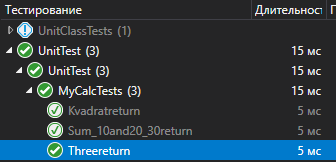 Тестирование Длительность
UnitClassTests (1)
UnitTest (3) 15 мс
UnitTest (3) 15 мс
MyCalcTests (3) 15 мс
Kvadratreturn 5 мс
Sum_10and20_30return 5 мс
Threereturn 5 мс